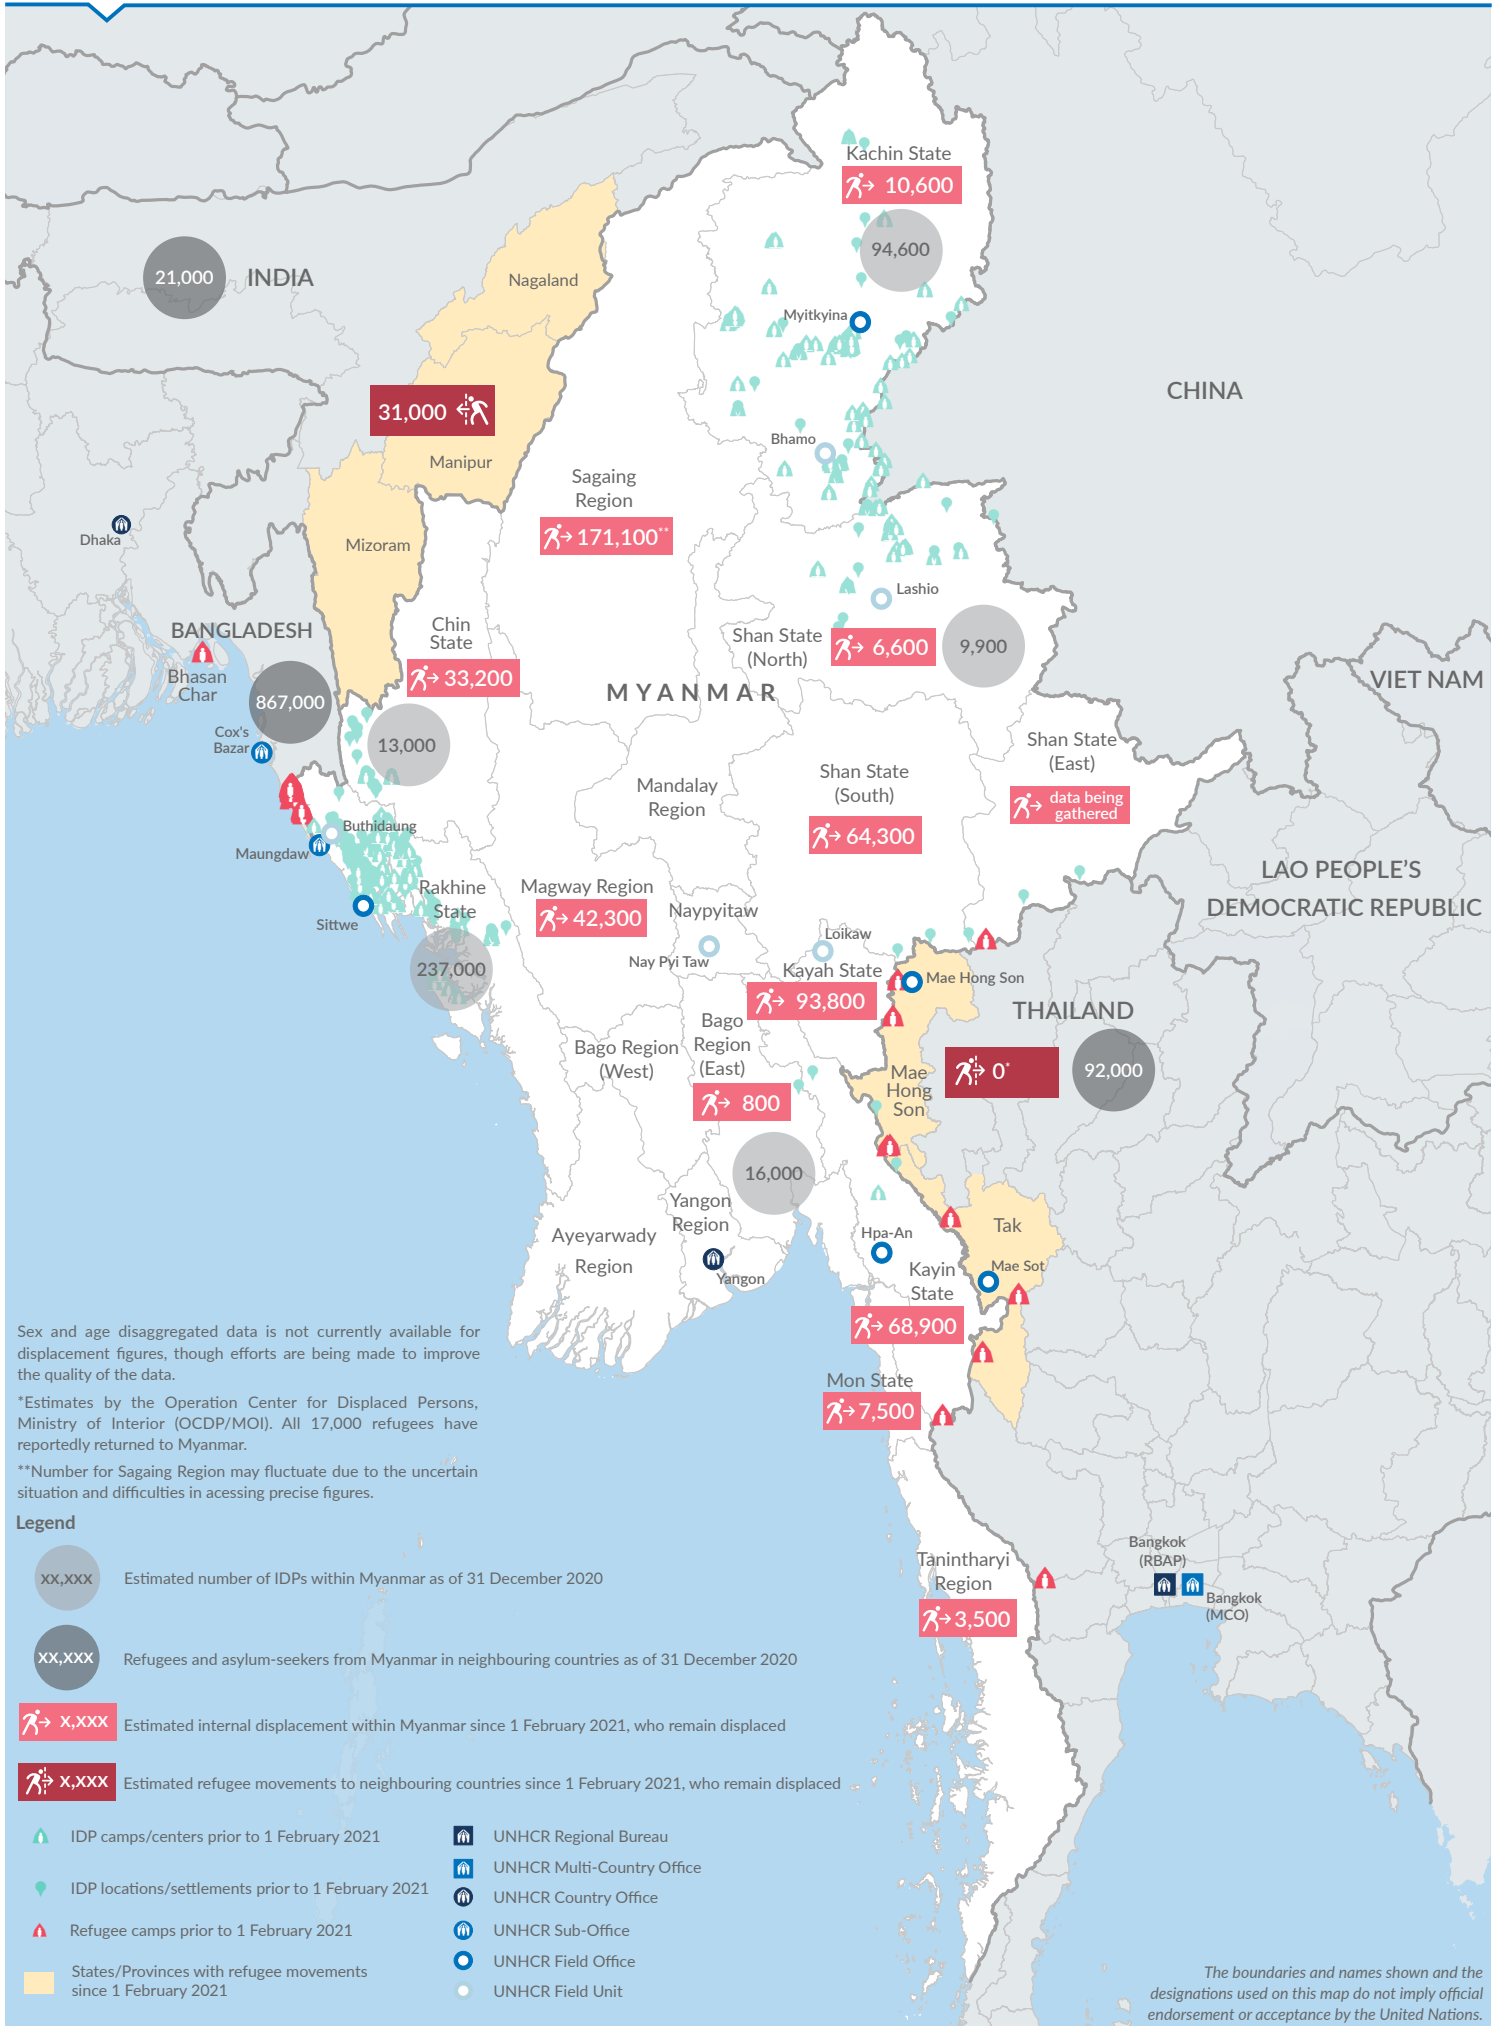 Kachin State
10,600
94,600
21,000
INDIA
Nagaland
Myitkyina
CHINA
31,000
Manipur
Bhamo
Sagaing
Region
171,100**
Dhaka
Mizoram
Lashio
Chin
State
33,200
Shan State
(North)
6,600
9,900
BANGLADESH
Bhasan
Char
867,000
MYANMAR
VIET NAM
Cox's
Bazar
13,000
Shan State
(East)
data being
gathered
Mandalay
Region
Shan State
(South)
64,300
Buthidaung
Maungdaw
LAO PEOPLE'S
DEMOCRATIC REPUBLIC
Rakhine
State
Sittwe
Magway Region
42,300
Naypyitaw
Nay Pyi Taw
Loikaw
237,000
Kayah State
93,800
Mae Hong Son
THAILAND
Bago
Region
(East)
800
Bago Region
(West)
Mae
Hong
Son
0*
92,000
16,000
Yangon
Region
Ayeyarwady
Region
Yangon
Hpa-An
Tak
Mae Sot
Kayin
State
68,900
Mon State
7,500
Sex and age disaggregated data is not currently available for
displacement figures, though efforts are being made to improve
the quality of the data.
*Estimates by the Operation Center for Displaced Persons,
Ministry of Interior (OCDP/MOI). All 17,000 refugees have
reportedly returned to Myanmar.
**Number for Sagaing Region may fluctuate due to the uncertain
situation and difficulties in acessing precise figures.
Tanintharyi
Region
3,500
Bangkok
(RBAP)
Bangkok
(MCO)
Legend
XX,XXX
Estimated number of IDPs within Myanmar as of 31 December 2020
XX,XXX
Refugees and asylum-seekers from Myanmar in neighbouring countries as of 31 December 2020
X,XXX
Estimated internal displacement within Myanmar since 1 February 2021, who remain displaced
X,XXX
Estimated refugee movements to neighbouring countries since 1 February 2021, who remain displaced
IDP camps/centers prior to 1 February 2021
IDP locations/settlements prior to 1 February 2021
Refugee camps prior to 1 February 2021
States/Provinces with refugee movements
since 1 February 2021
UNHCR Regional Bureau
UNHCR Multi-Country Office
UNHCR Country Office
UNHCR Sub-Office
UNHCR Field Office
UNHCR Field Unit
The boundaries and names shown and the
designations used on this map do not imply official
endorsement or acceptance by the United Nations.